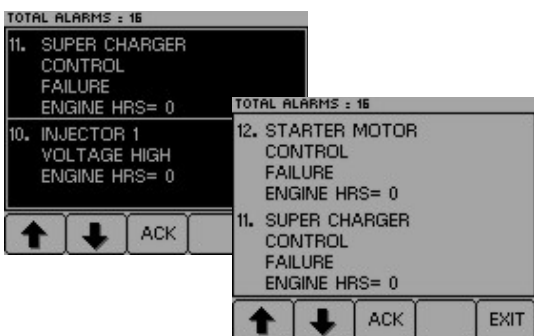 TOTAL ALARMS : 16
11. SUPER CHARGER
CONTROL
FAILURE
ENGINE HRS= 0
10. INJECTOR 1
VOLTAGE HIGH
ENGINE HRS= 0
ACK
TOTAL ALARMS : 16
12. STARTER MOTOR
CONTROL
FAILURE
ENGINE HRS= 0
11. SUPER CHARGER
CONTROL
FAILURE
ENGINE HRS= 0
ACK EXIT